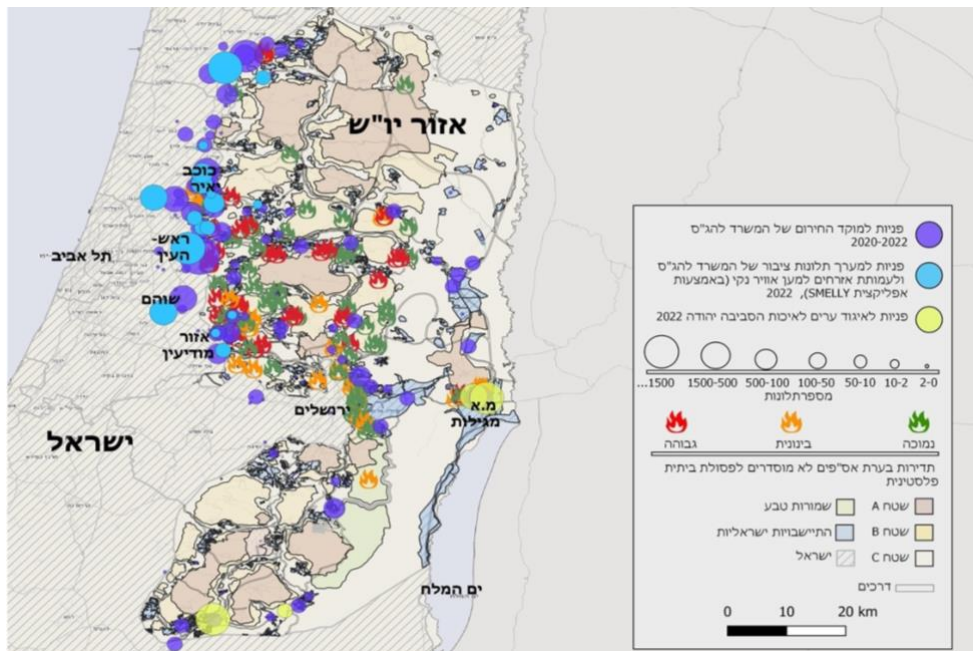 אזור יו"ש
כוכב
יאיר
ראש-
העין
תל אביב
שוהם
אזור
מודיעין
ירושלים
מ.א
מגילות
ישראל
ים המלח
פניות למוקד החירום של המשרד להג"ס
2020-2022
פניות למערך תלונות ציבור של המשרד להג"ס
ולעמותת אזרחים למען אוויר נקי (באמצעות
אפליקצית SMELLY), 2022
פניות לאיגוד ערים לאיכות הסביבה יהודה 2022
1500... 1500-500 500-100 100-50 50-10 10-2 2-0
מספרתלונות
גבוהה בינונית נמוכה
תדירות בערת אס"פים לא מוסדרים לפסולת ביתית
פלסטינית
שטח A שמורות טבע
שטח B התיישבויות ישראליות
שטח C ישראל
דרכים
0 10 20 km